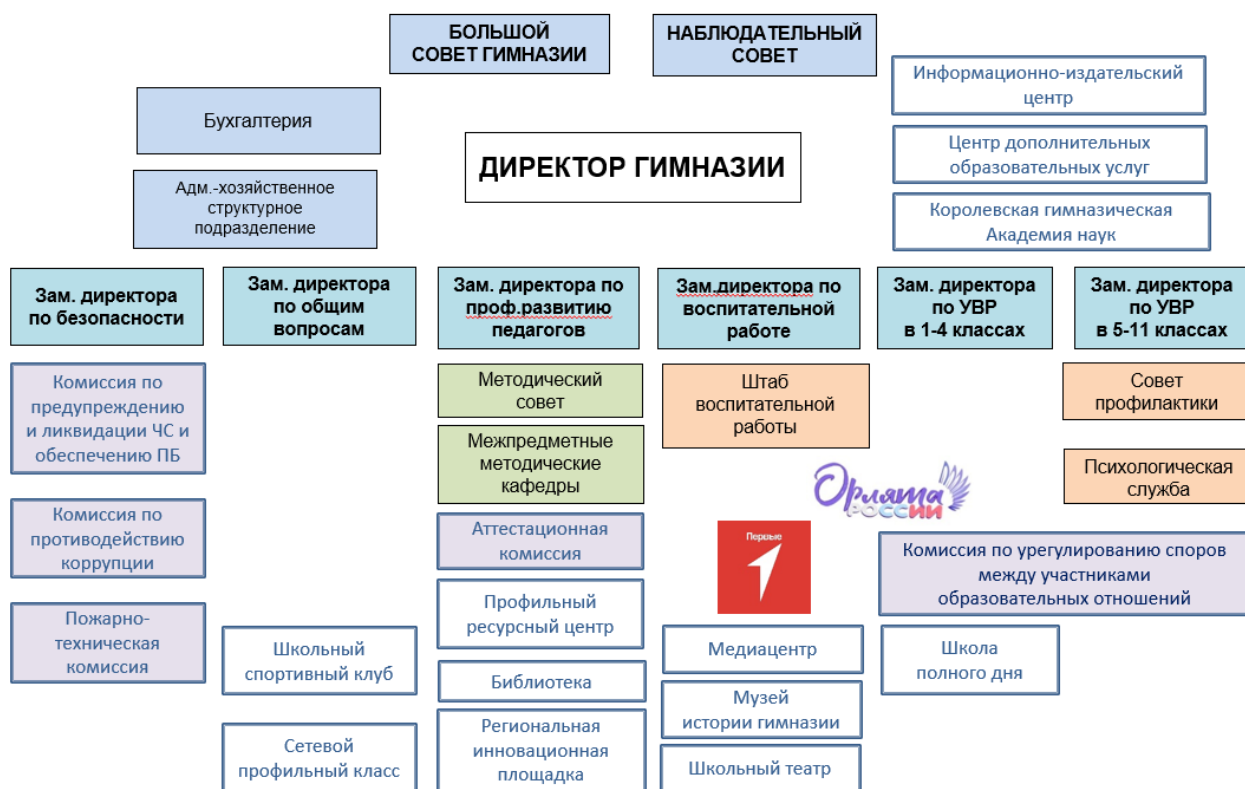 БОЛЬШОЙ
СОВЕТ ГИМНАЗИИ
НАБЛЮДАТЕЛЬНЫЙ
СОВЕТ
Информационно-издательский
центр
Бухгалтерия
Центр дополнительных
образовательных услуг
ДИРЕКТОР ГИМНАЗИИ
Адм.-хозяйственное
структурное
подразделение
Королевская гимназическая
Академия наук
Зам. директора
по безопасности
Зам. директора
по общим
вопросам
Зам. директора по
проф.развитию
педагогов
Зам.директора по
воспитательной
работе
Зам. директора
по УВР
в 1-4 классах
Зам. директора
по УВР
в 5-11 классах
Комиссия по
предупреждению
и ликвидации ЧС и
обеспечению ПБ
Комиссия по
противодействию
коррупции
Пожарно-
техническая
комиссия
Школьный
спортивный клуб
Сетевой
профильный класс
Методический
совет
Межпредметные
методические
кафедры
Аттестационная
комиссия
Профильный
ресурсный центр
Библиотека
Региональная
инновационная
площадка
Штаб
воспитательной
работы
Орлята
РОССИИ
Первые
Медиацентр
Музей
истории гимназии
Школьный театр
Совет
профилактики
Психологическая
служба
Комиссия по урегулированию споров
между участниками
образовательных отношений
Школа
полного дня